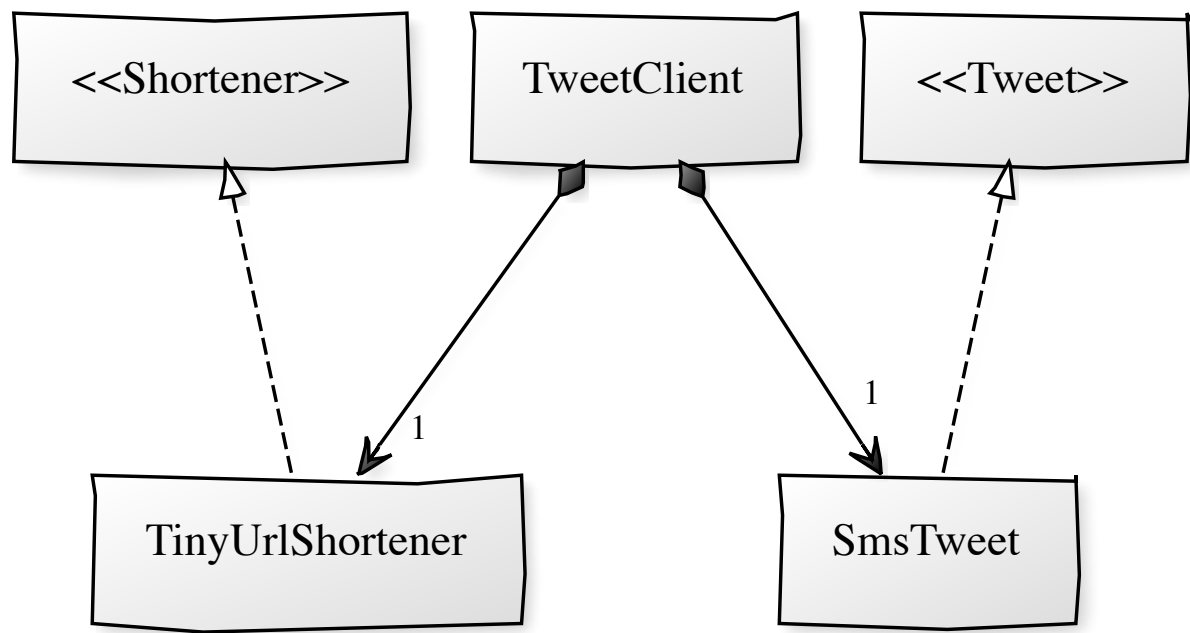 <<Shortener>>
TweetClient
<<Tweet>>
1
1
TinyUrlShortener
SmsTweet